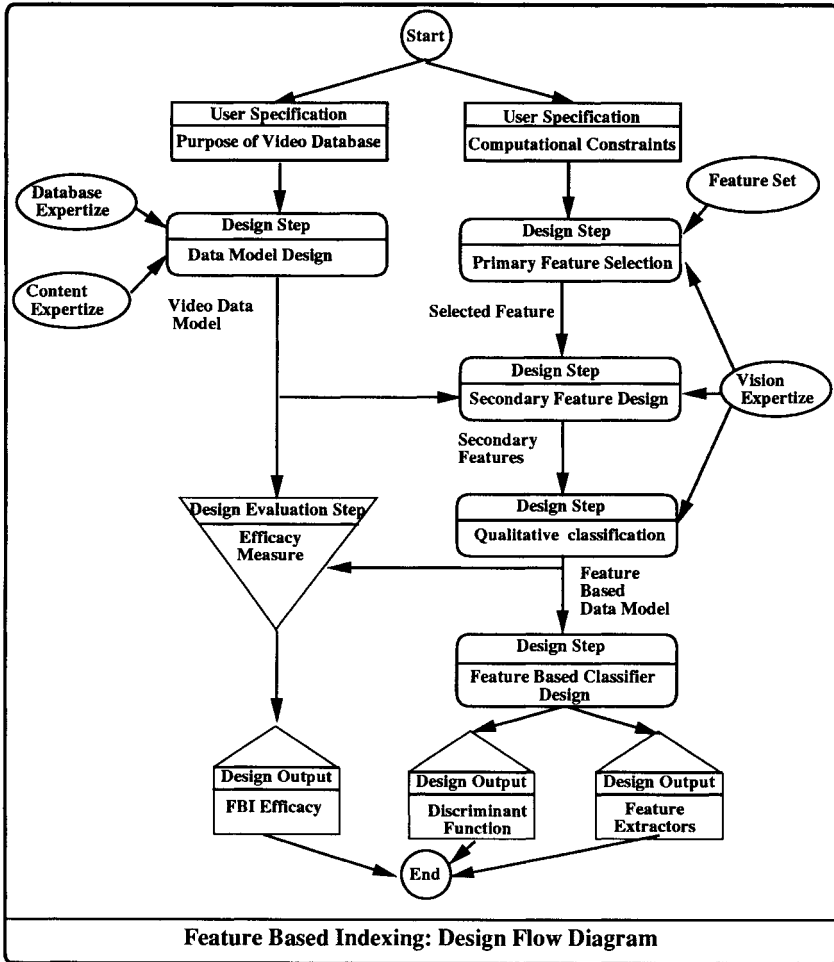 Start
User Specification
Purpose of Video Database
User Specification
Computational Constraints
Database
Expertize
Content
Expertize
Design Step
Data Model Design
Feature Set
Design Step
Primary Feature Selection
Video Data
Model
Selected Feature
Design Step
Secondary Feature Design
Vision
Expertize
Secondary
Features
Design Evaluation Step
Efficacy
Measure
Design Step
Qualitative classification
Feature
Based
Data Model
Design Step
Feature Based Classifier
Design
Design Output
FBI Efficacy
Design Output
Discriminant
Function
Design Output
Feature
Extractors
End
Feature Based Indexing: Design Flow Diagram